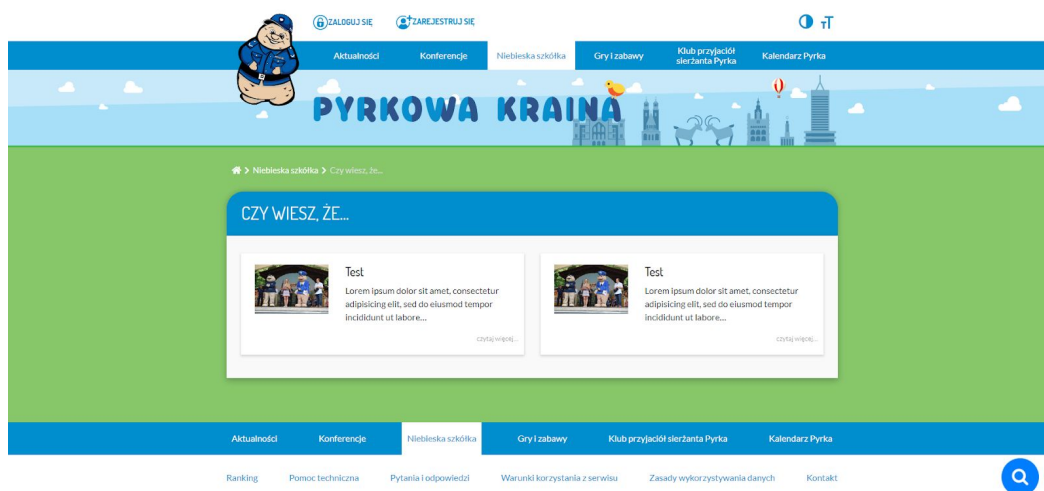 ZALOGUJ SIĘ ZAREJESTRUJ SIĘ
Aktualności Konferencje Niebieska szkółka Gry i zabawy Klub przyjaciół sierżanta Pyrka Kalendarz Pyrka
PYRKOWA KRAINA
Niebieska szkółka > Czy wiesz, że...
CZY WIESZ, ŻE...
Test
Lorem ipsum dolor sit amet, consectetur
adipisicing elit, sed do eiusmod tempor
incididunt ut labore...
czytaj więcej...
Test
Lorem ipsum dolor sit amet, consectetur
adipisicing elit, sed do eiusmod tempor
incididunt ut labore...
czytaj więcej...
Aktualności Konferencje Niebieska szkółka Gry i zabawy Klub przyjaciół sierżanta Pyrka Kalendarz Pyrka
Ranking Pomoc techniczna Pytania i odpowiedzi Warunki korzystania z serwisu Zasady wykorzystywania danych Kontakt